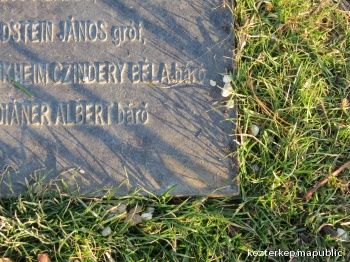 DSTEIN JÁNOS gróf,
KHEIM CZINDERY BÉLA báró
DIÁNER ALBERT báró
kozterkep.mapublic